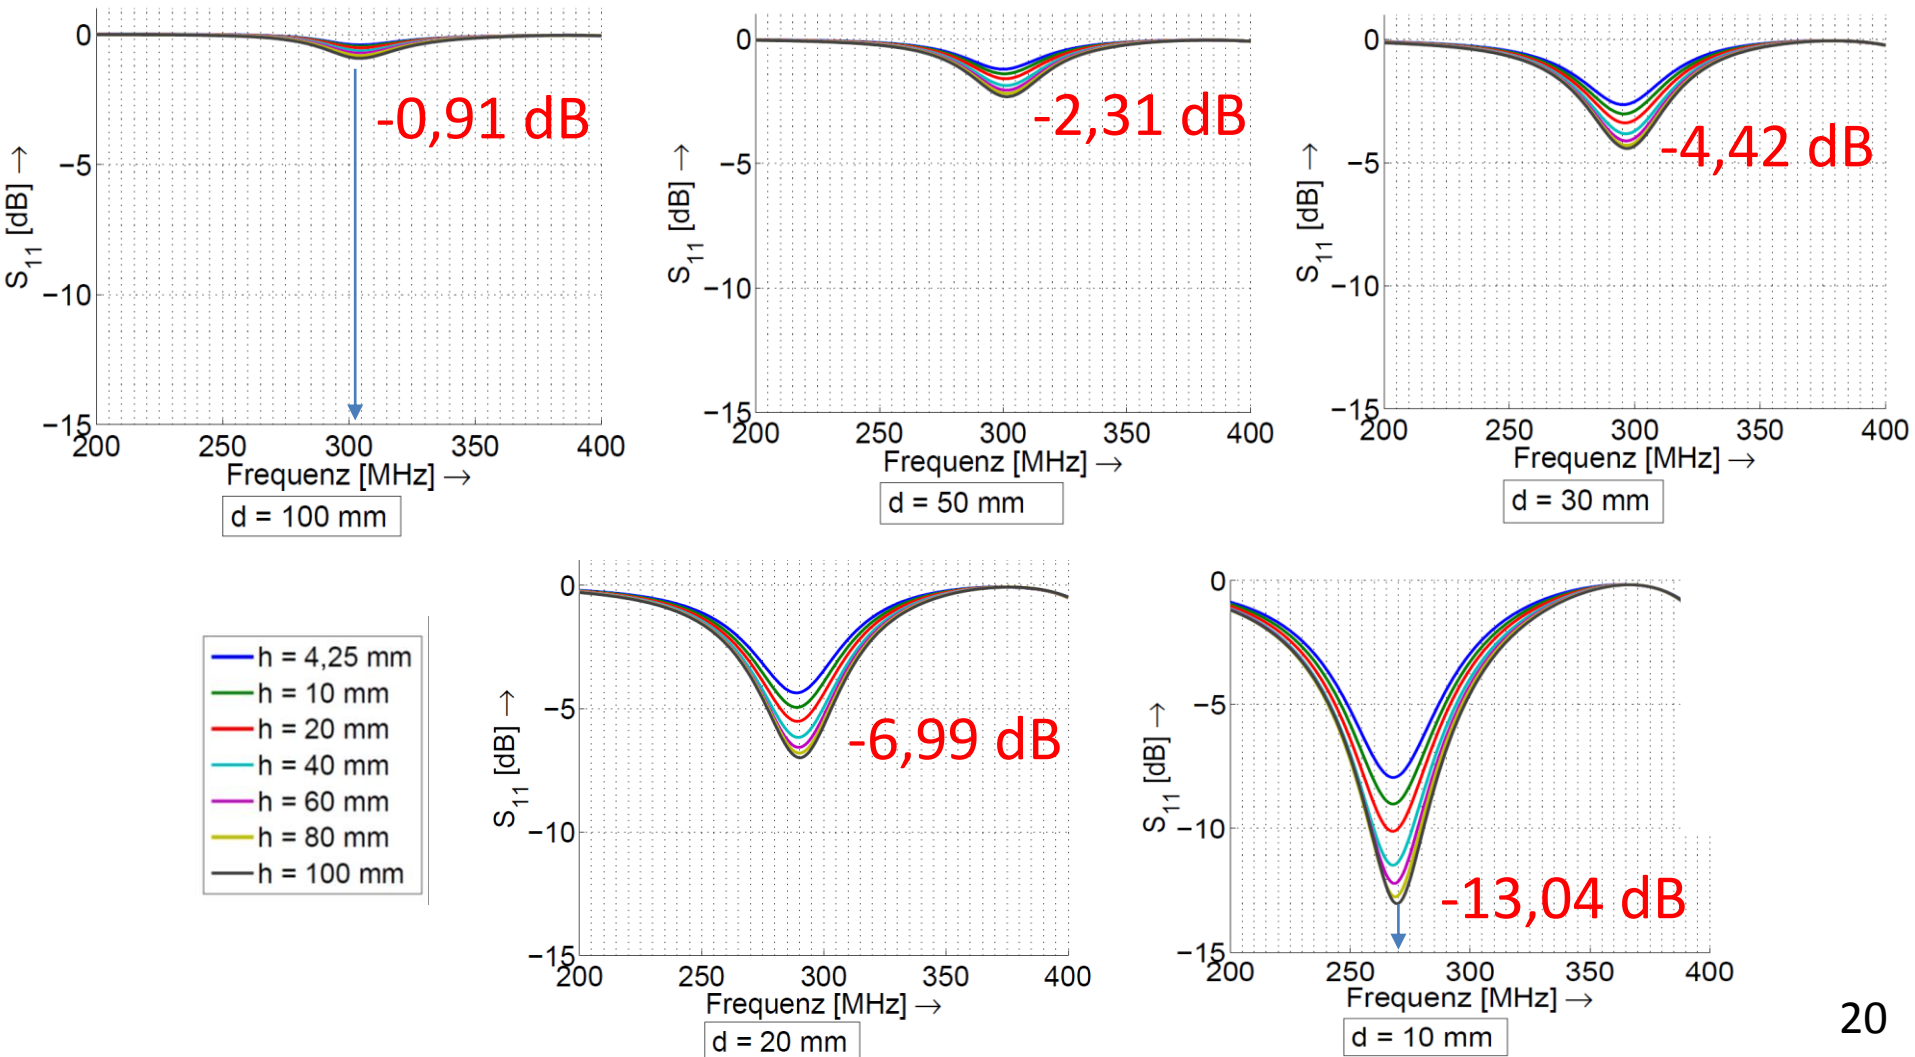 0
−5
−10
−15
S11 [dB] →
-0,91 dB
200 250 300 350 400
Frequenz [MHz] →
d = 100 mm
0
−5
−10
−15
S11 [dB] →
-2,31 dB
200 250 300 350 400
Frequenz [MHz] →
d = 50 mm
0
−5
−10
−15
S11 [dB] →
-4,42 dB
200 250 300 350 400
Frequenz [MHz] →
d = 30 mm
h = 4,25 mm
h = 10 mm
h = 20 mm
h = 40 mm
h = 60 mm
h = 80 mm
h = 100 mm
0
−5
−10
−15
S11 [dB] →
-6,99 dB
200 250 300 350 400
Frequenz [MHz] →
d = 20 mm
0
−5
−10
−15
S11 [dB] →
-13,04 dB
200 250 300 350 400
Frequenz [MHz] →
d = 10 mm
20